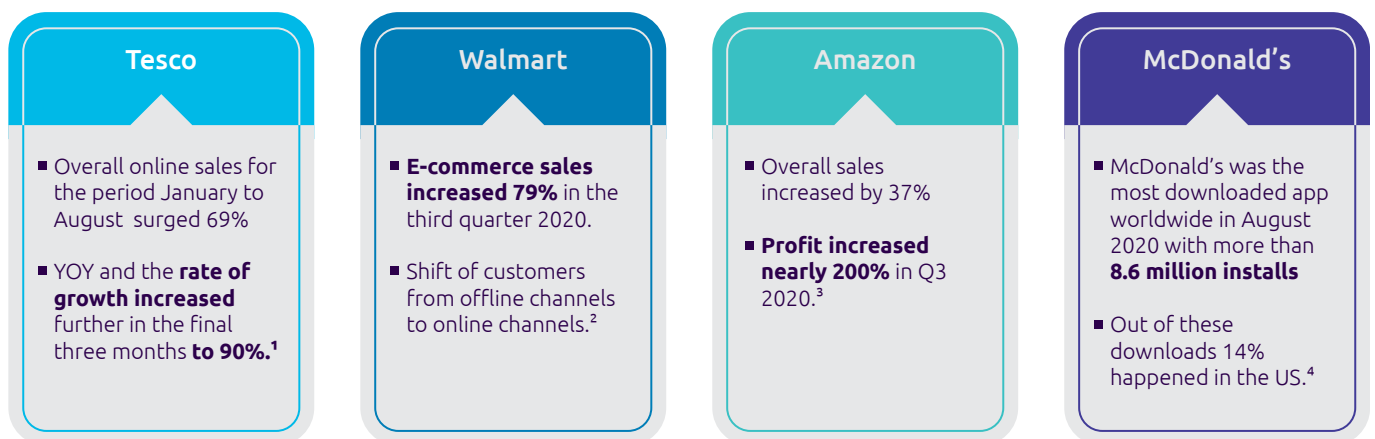 Tesco
■ Overall online sales for
the period January to
August surged 69%
■ YOY and the rate of
growth increased
further in the final
three months to 90%.¹
Walmart
■ E-commerce sales
increased 79% in the
third quarter 2020.
■ Shift of customers
from offline channels
to online channels.²
Amazon
■ Overall sales
increased by 37%
■ Profit increased
nearly 200% in Q3
2020.³
McDonald’s
■ McDonald’s was the
most downloaded app
worldwide in August
2020 with more than
8.6 million installs
■ Out of these
downloads 14%
happened in the US.⁴